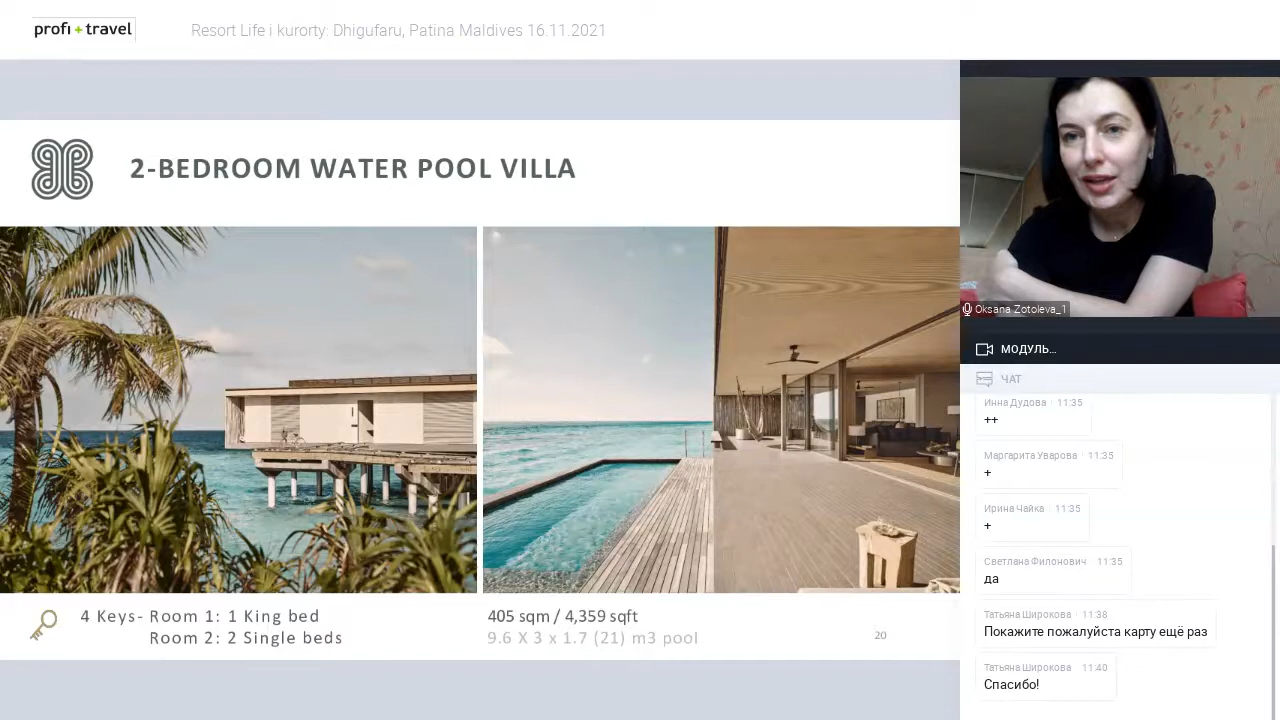 profi + travel
Resort Life i kurorty: Dhigufaru, Patina Maldives 16.11.2021
2-BEDROOM WATER POOL VILLA
4 Keys- Room 1: 1 King bed
Room 2: 2 Single beds
405 sqm / 4,359 sqft
9.6 X 3 x 1.7 (21) m3 pool
20
Oksana Zotoleva_1
МОДУЛЬ...
ЧАТ
Инна Дудова 11:35
++
Маргарита Уварова 11:35
+
Ирина Чайка 11:35
+
Светлана Филонович 11:35
да
Татьяна Широкова 11:38
Покажите пожалуйста карту ещё раз
Татьяна Широкова 11:40
Спасибо!